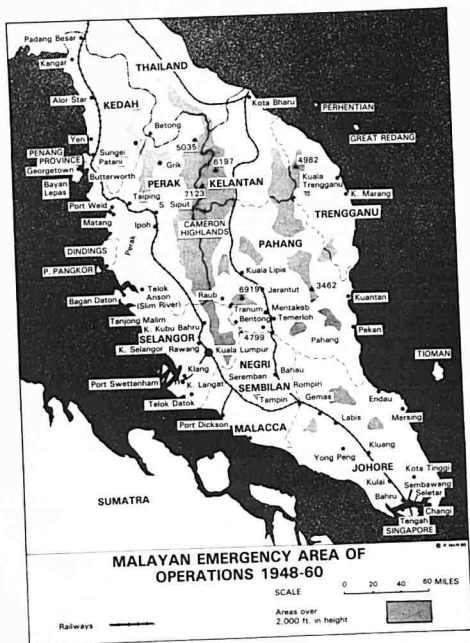 Padang Besar
Kangar
THAILAND
Alor Star
KEDAH
Kota Bharu
PERHENTIAN
Betong
Yen
GREAT REDANG
Sungei
Patani
5035
PENANG
PROVINCE
Grik
6197
4982
Georgetown
Butterworth
PERAK
KELANTAN
Kuala
Trengganu
Bayan
Lepas
7123
K. Marang
Taiping
Port Weld
S. Siput
TRENGGANU
Matang
CAMERON
HIGHLANDS
Ipoh
DINDINGS
Perak
PAHANG
P. PANGKOR
Kuala Lipis
Telok
Anson
(Slim River)
6919
Jerantut
3462
Bagan Daton
Raub
Tranum
Mentakab
Kuantan
Tanjong Malim
Bentong
Temerloh
K. Kubu Bahru
4799
Pekan
SELANGOR
Pahang
K. Selangor
Rawang
Kuala Lumpur
TIOMAN
Klang
NEGRI
Seremban
Bahau
Port Swettenham
K. Langat
SEMBILAN
Rompiri
Tampin
Gemas
Endau
Telok Datok
Labis
Mersing
Port Dickson
MALACCA
Kluang
Yong Peng
JOHORE
Kota Tinggi
SUMATRA
Kulai
Sembawang
Bahru
Seletar
Changi
Tengah
SINGAPORE
MALAYAN EMERGENCY AREA OF
OPERATIONS 1948-60
SCALE
0 20 40 60 MILES
Railways
Areas over
2,000 ft. in height